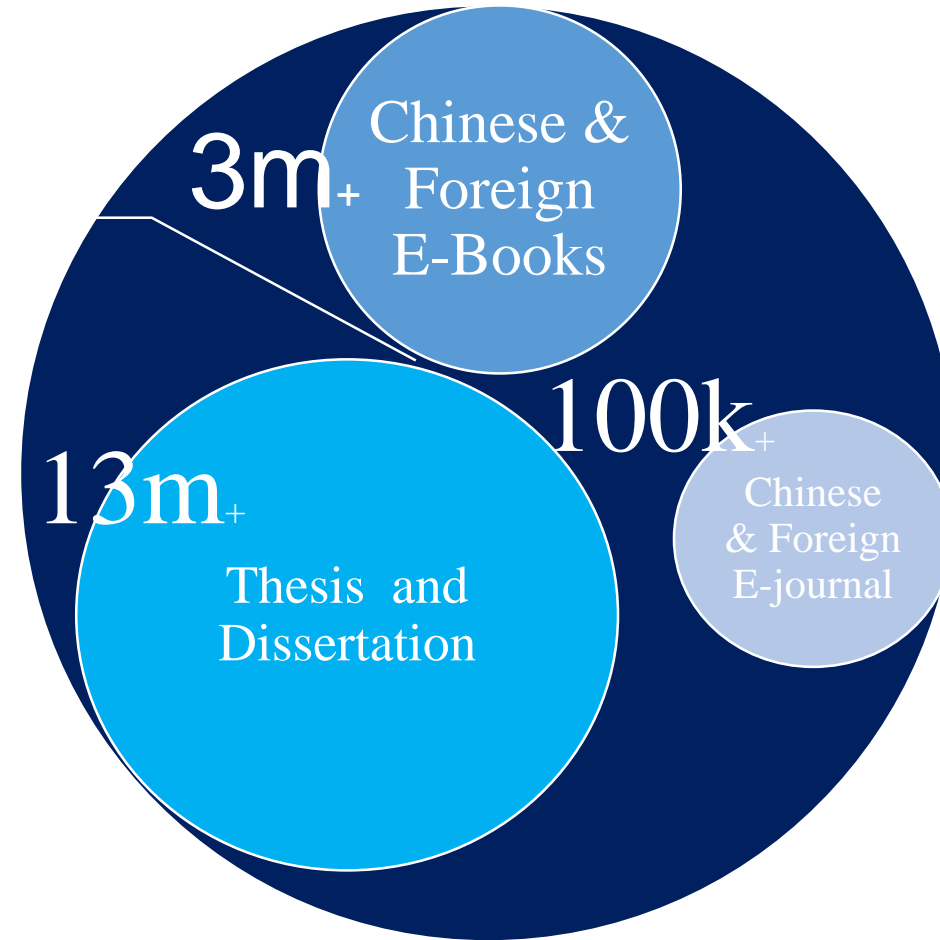 3m+
Chinese &
Foreign
E-Books
100k+
Chinese
& Foreign
E-journal
13m+
Thesis and
Dissertation